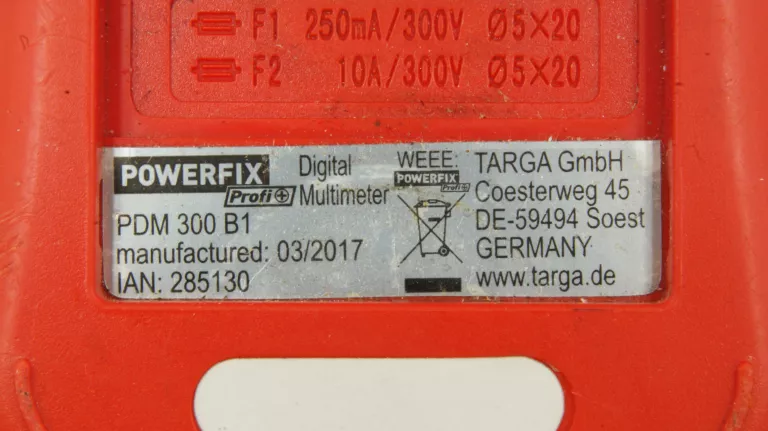 F1 250mA/300V Ø5×20
F2 10A/300V Ø5×20
POWERFIX
Profi+
Digital
Multimeter
PDM 300 B1
manufactured: 03/2017
IAN: 285130
WEEE:
POWERFIX Profi+
TARGA GmbH
Coesterweg 45
DE-59494 Soest
GERMANY
www.targa.de